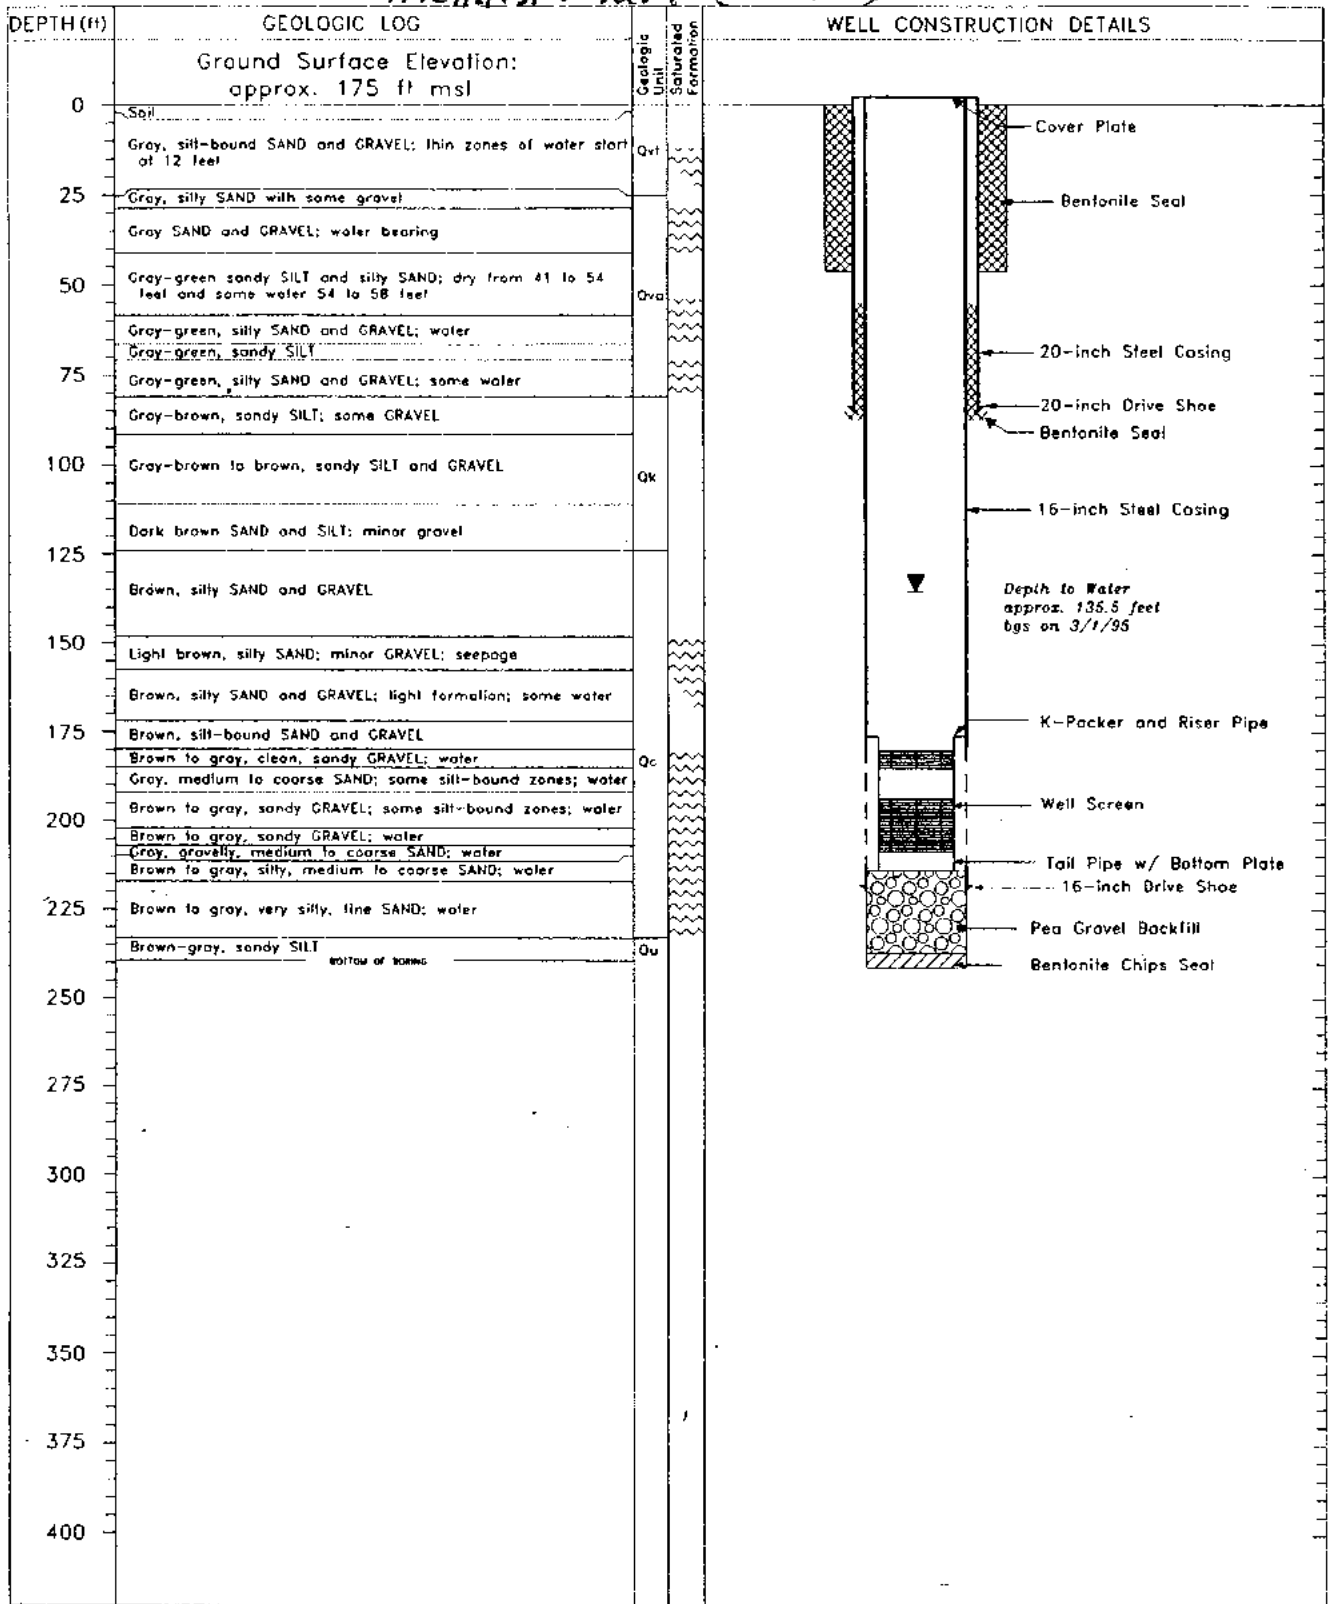 DEPTH (ft)
GEOLOGIC LOG
Geologic Unit
Saturated Formation
WELL CONSTRUCTION DETAILS
Ground Surface Elevation:
approx. 175 ft msl
0
25
50
75
100
125
150
175
200
225
250
275
300
325
350
375
400
Soil
Gray, silt-bound SAND and GRAVEL; thin zones of water start
at 12 feet
Gray, silty SAND with some gravel
Gray SAND and GRAVEL; water bearing
Gray-green sandy SILT and silty SAND; dry from 41 to 54
feet and some water 54 to 58 feet
Gray-green, silty SAND and GRAVEL; water
Gray-green, sandy SILT
Gray-green, silty SAND and GRAVEL; some water
Gray-brown, sandy SILT; some GRAVEL
Gray-brown to brown, sandy SILT and GRAVEL
Dark brown SAND and SILT; minor gravel
Brown, silty SAND and GRAVEL
Light brown, silty SAND; minor GRAVEL; seepage
Brown, silty SAND and GRAVEL; light formation; some water
Brown, silt-bound SAND and GRAVEL
Brown to gray, clean, sandy GRAVEL; water
Gray, medium to coarse SAND; some silt-bound zones; water
Brown to gray, sandy GRAVEL; some silt-bound zones; water
Brown to gray, sandy GRAVEL; water
Gray, gravelly, medium to coarse SAND; water
Brown to gray, silty, medium to coarse SAND; water
Brown to gray, very silty, fine SAND; water
Brown-gray, sandy SILT
BOTTOM OF BORING
Qvt
Qva
Qk
Qc
Qu
Cover Plate
Bentonite Seal
20-inch Steel Casing
20-inch Drive Shoe
Bentonite Seal
16-inch Steel Casing
Depth to Water
approx. 135.5 feet
bgs on 3/1/95
K-Packer and Riser Pipe
Well Screen
Tail Pipe w/ Bottom Plate
16-inch Drive Shoe
Pea Gravel Backfill
Bentonite Chips Seal